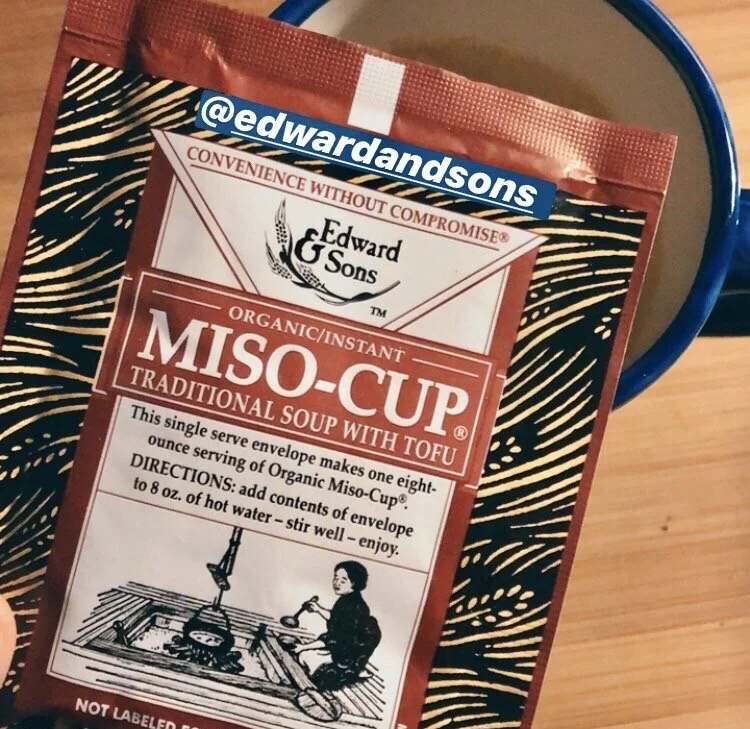 @edwardandsons
CONVENIENCE WITHOUT COMPROMISE®
Edward
& Sons
TM
ORGANIC/INSTANT
MISO-CUP®
TRADITIONAL SOUP WITH TOFU
This single serve envelope makes one eight-
ounce serving of Organic Miso-Cup®.
DIRECTIONS: add contents of envelope
to 8 oz. of hot water – stir well – enjoy.
NOT LABELED